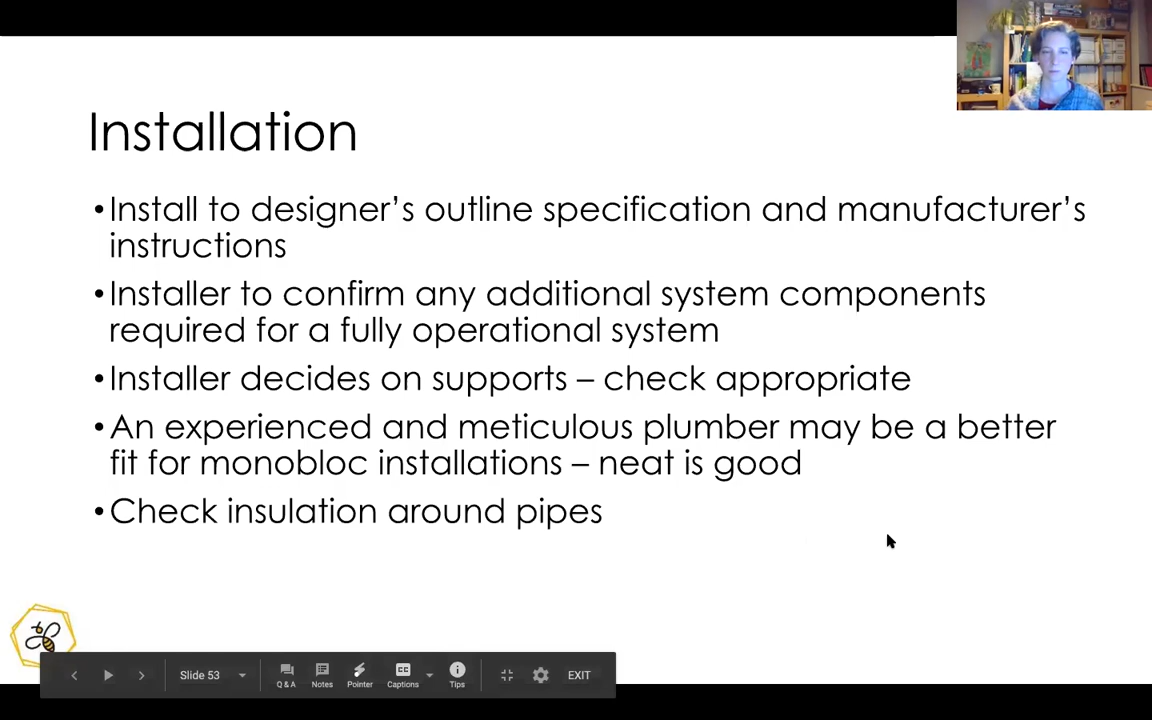 Installation
•Install to designer’s outline specification and manufacturer’s
instructions
•Installer to confirm any additional system components
required for a fully operational system
•Installer decides on supports – check appropriate
•An experienced and meticulous plumber may be a better
fit for monobloc installations – neat is good
•Check insulation around pipes
Slide 53
Q & A
Notes
Pointer
CC
Captions
Tips
EXIT